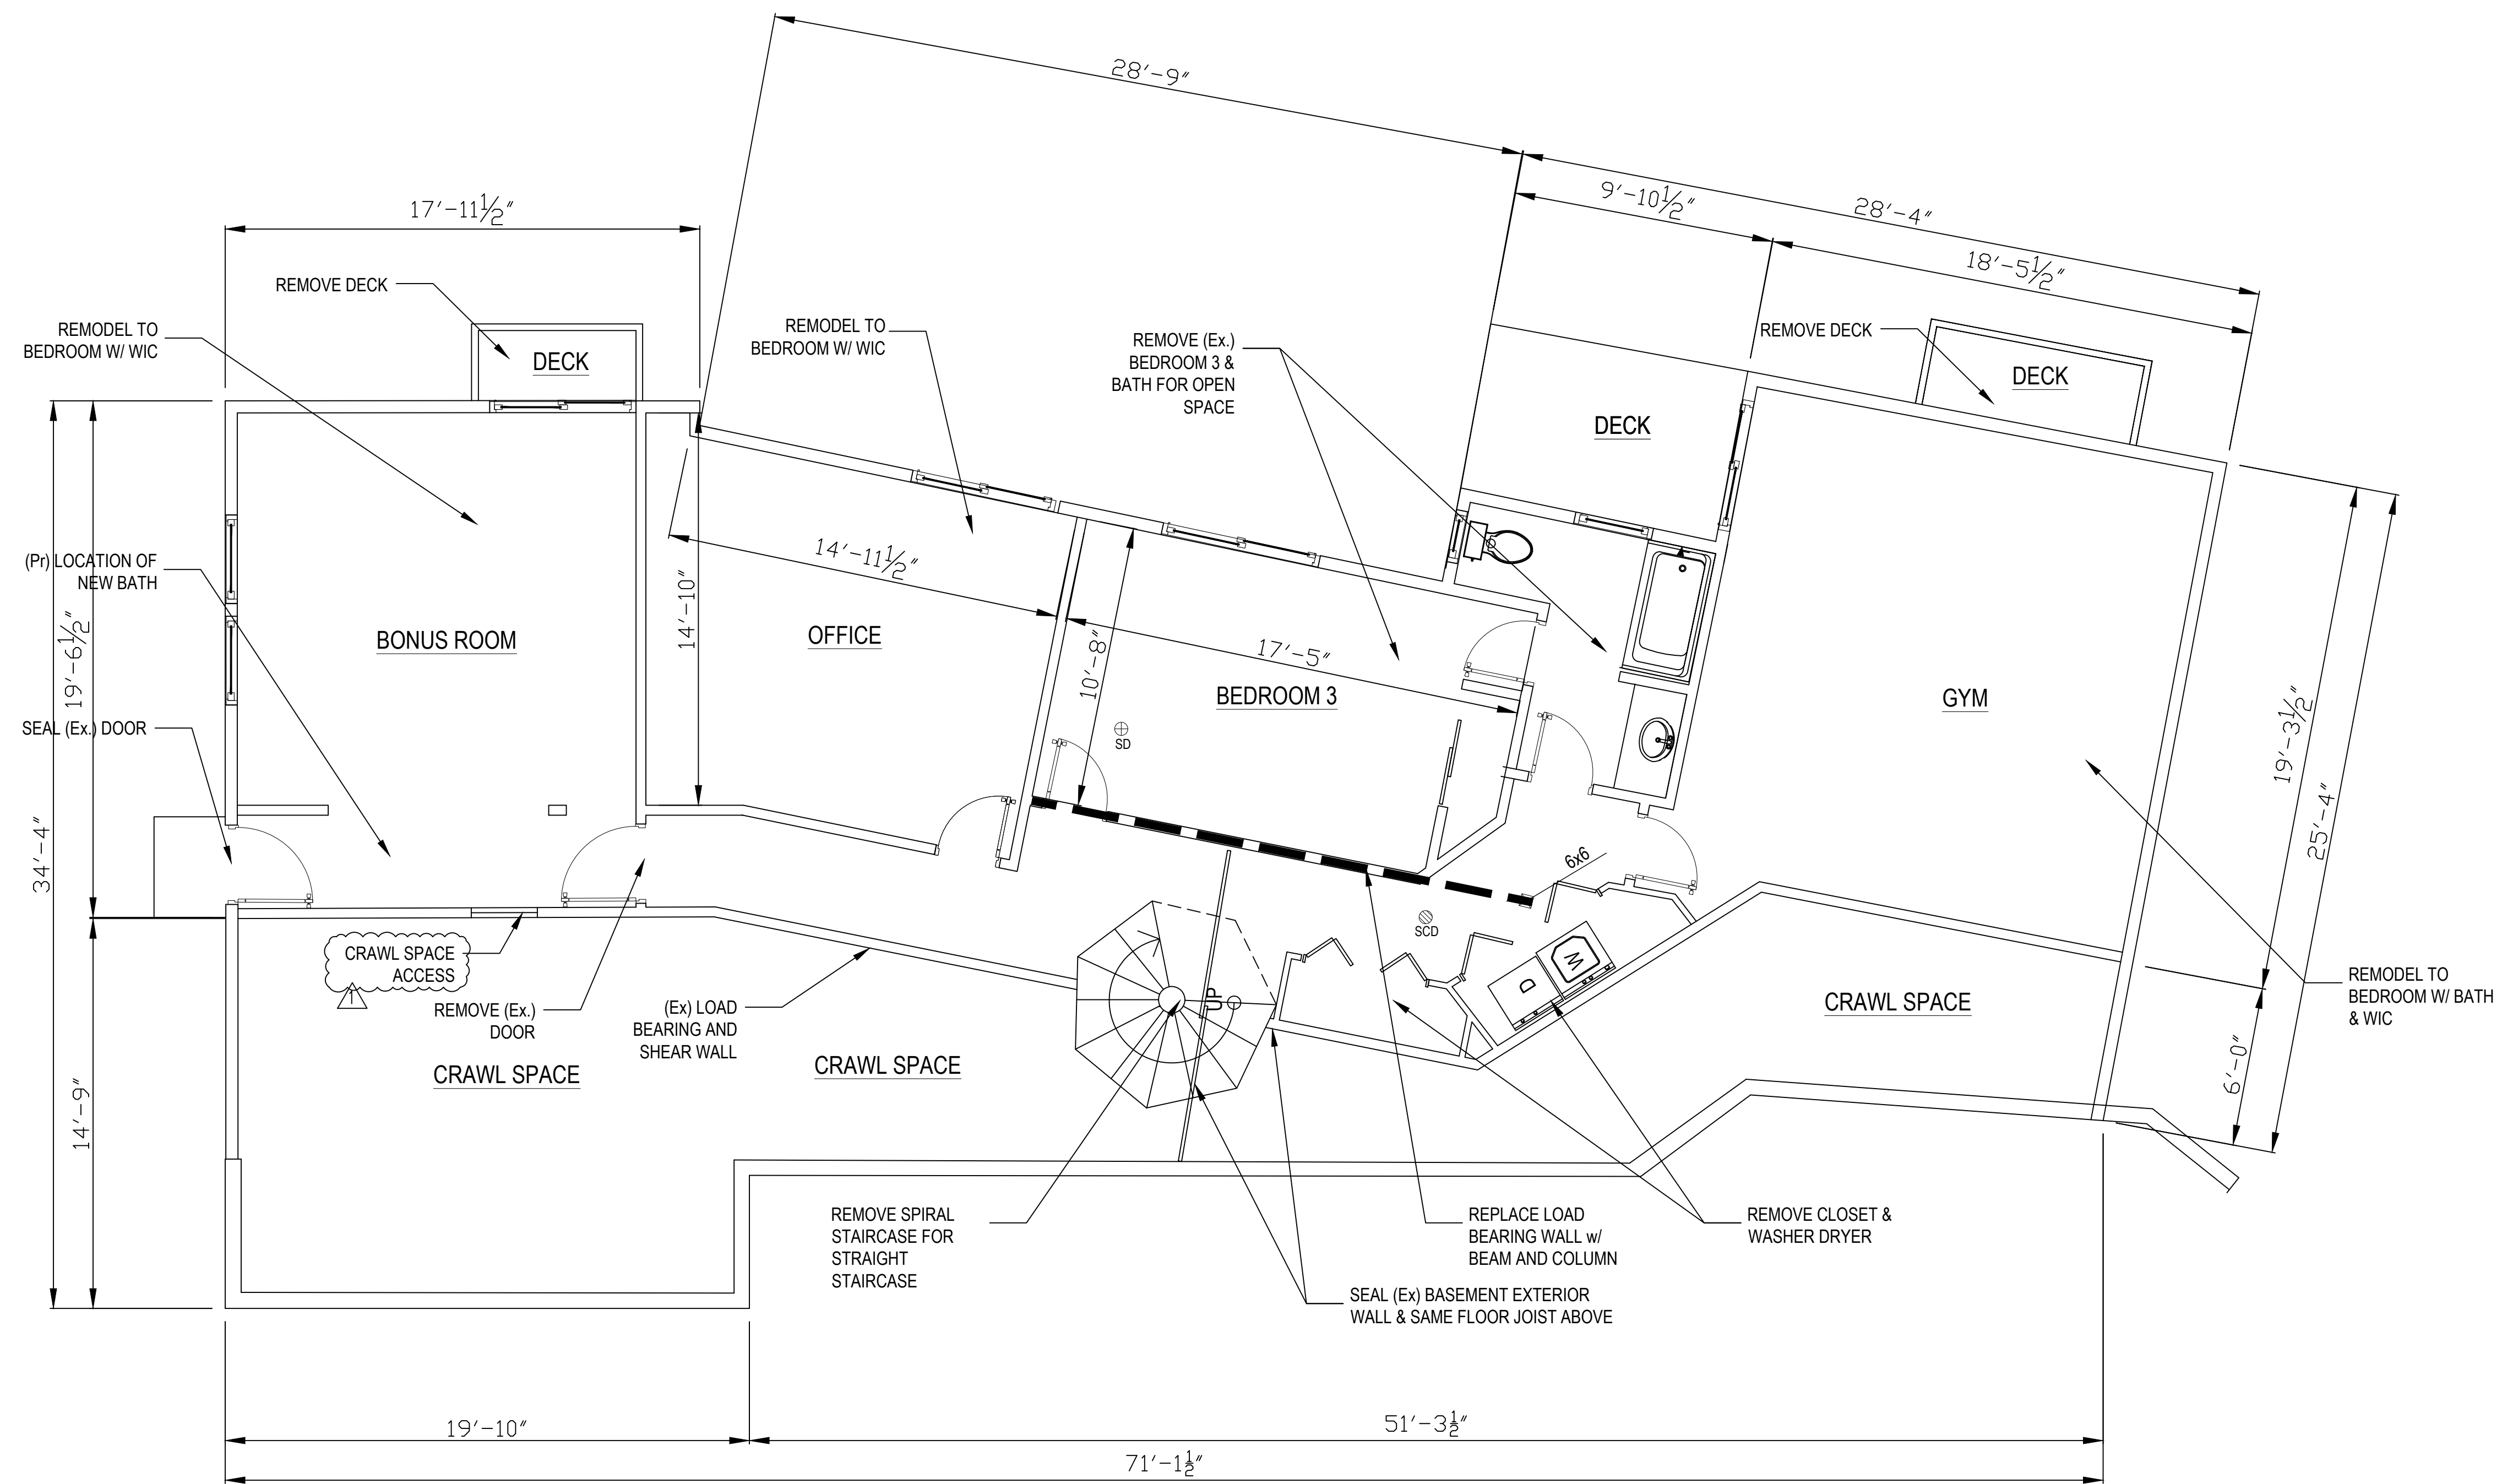 28'-9"
9'-10½"
28'-4"
18'-5½"
17'-11½"
REMOVE DECK
REMODEL TO
BEDROOM W/ WIC
DECK
REMODEL TO
BEDROOM W/ WIC
REMOVE (Ex.)
BEDROOM 3 &
BATH FOR OPEN
SPACE
REMOVE DECK
DECK
DECK
(Pr) LOCATION OF
NEW BATH
14'-11½"
14'-10"
19'-6½"
BONUS ROOM
OFFICE
10'-8"
17'-5"
BEDROOM 3
GYM
SEAL (Ex.) DOOR
SD
19'-3½"
25'-4"
34'-4"
6x6
SCD
CRAWL SPACE
ACCESS
1
REMOVE (Ex.)
DOOR
(Ex) LOAD
BEARING AND
SHEAR WALL
UP
D
W
CRAWL SPACE
REMODEL TO
BEDROOM W/ BATH
& WIC
CRAWL SPACE
CRAWL SPACE
14'-9"
6'-0"
REMOVE SPIRAL
STAIRCASE FOR
STRAIGHT
STAIRCASE
REPLACE LOAD
BEARING WALL w/
BEAM AND COLUMN
REMOVE CLOSET &
WASHER DRYER
SEAL (Ex) BASEMENT EXTERIOR
WALL & SAME FLOOR JOIST ABOVE
19'-10"
51'-3½"
71'-1½"